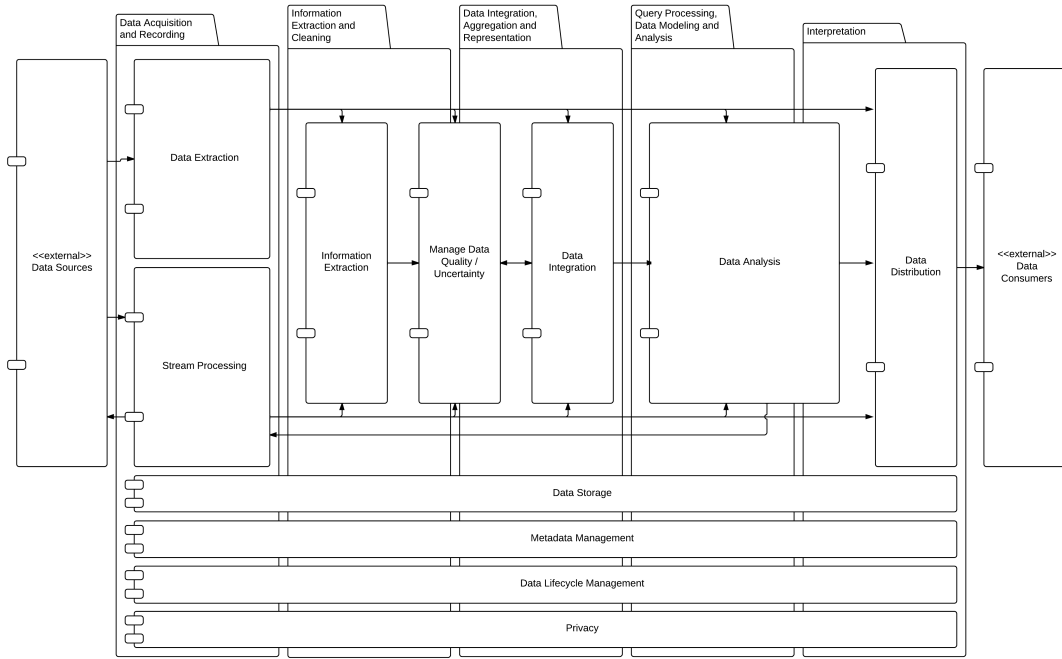 Data Acquisition
and Recording
Information
Extraction and
Cleaning
Data Integration,
Aggregation and
Representation
Query Processing,
Data Modeling and
Analysis
Interpretation
<<external>>
Data Sources
Data Extraction
Stream Processing
Information
Extraction
Manage Data
Quality /
Uncertainty
Data
Integration
Data Analysis
Data
Distribution
<<external>>
Data
Consumers
Data Storage
Metadata Management
Data Lifecycle Management
Privacy